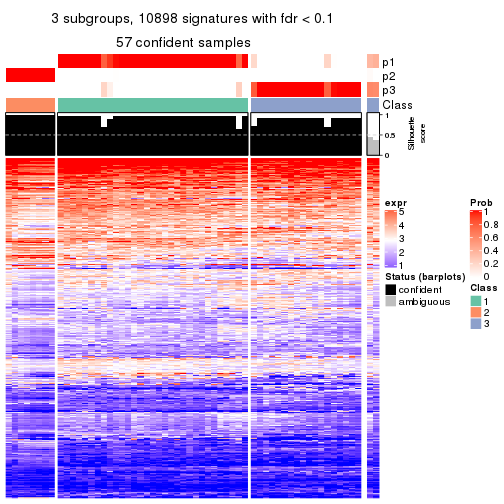 3 subgroups, 10898 signatures with fdr < 0.1
57 confident samples
p1
p2
p3
Class
1
0.5
0
Silhouette
score
expr
5
4
3
2
1
Status (barplots)
confident
ambiguous
Prob
1
0.8
0.6
0.4
0.2
0
Class
1
2
3